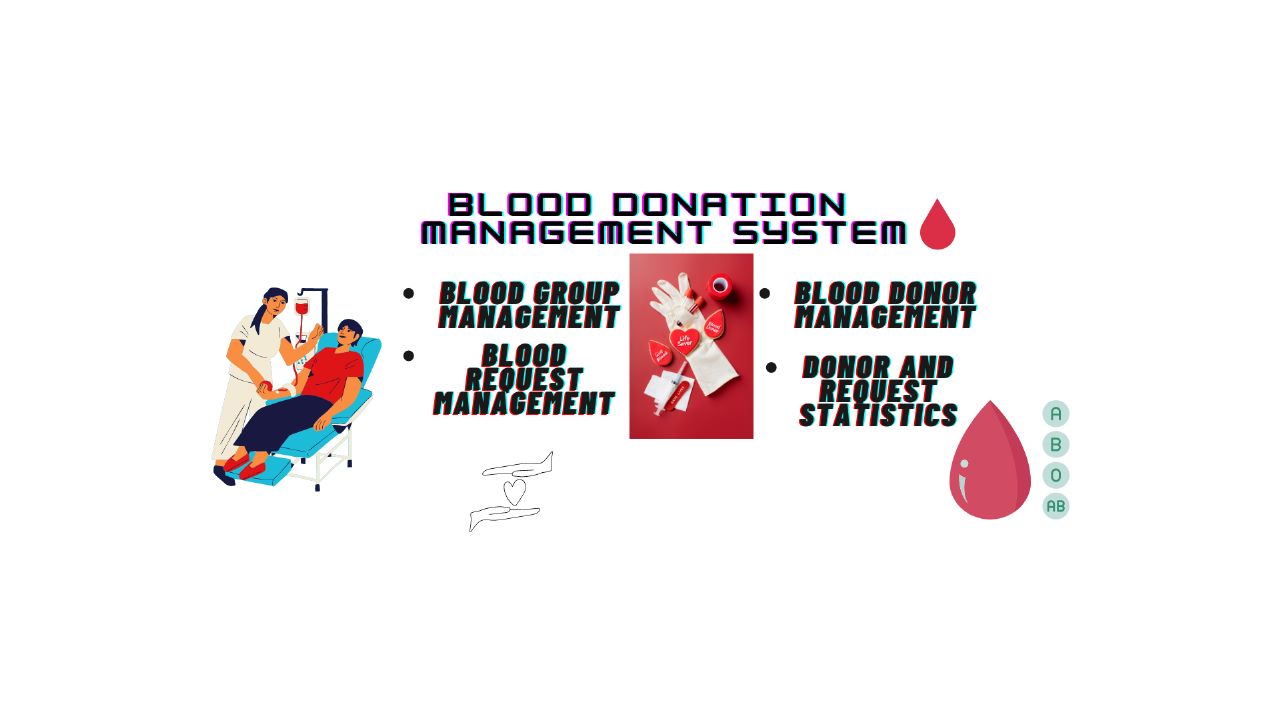 BLOOD DONATION
MANAGEMENT SYSTEM
BLOOD GROUP
MANAGEMENT
BLOOD
REQUEST
MANAGEMENT
Life
Saver
BLOOD DONOR
MANAGEMENT
DONOR AND
REQUEST
STATISTICS
A
B
O
AB